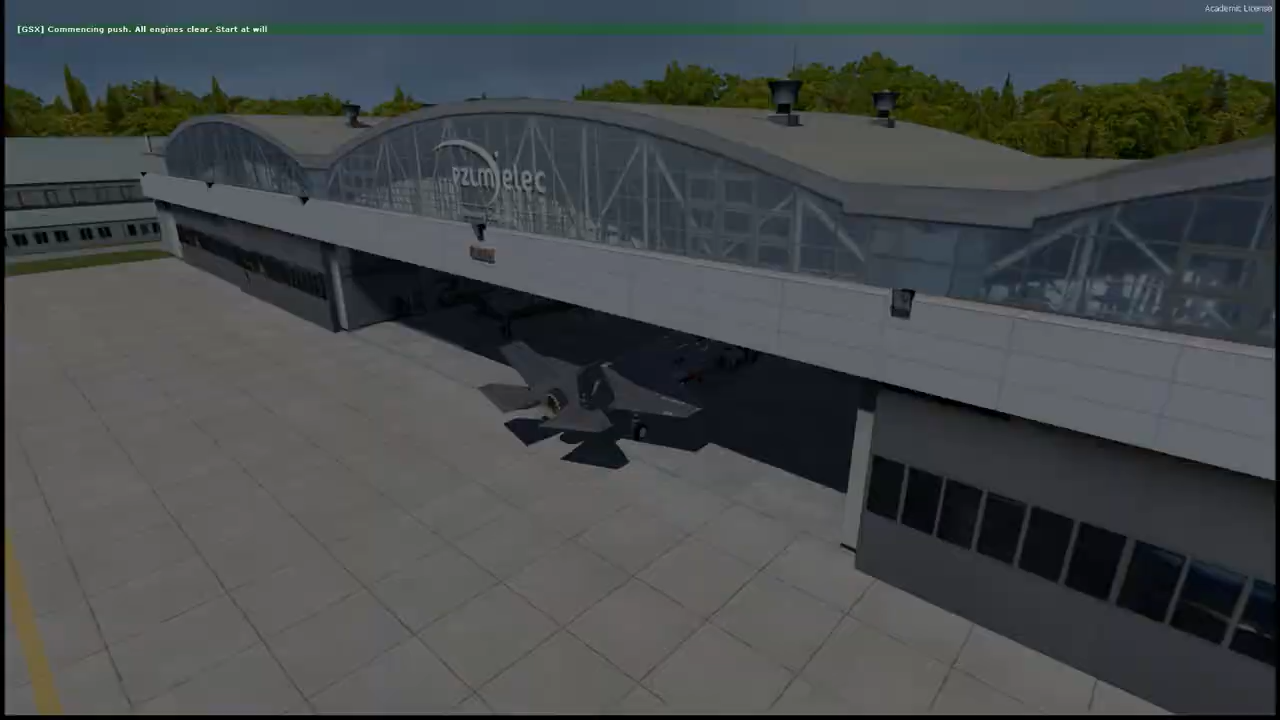 Academic License
[GSX] Commencing push. All engines clear. Start at will
pzlmielec